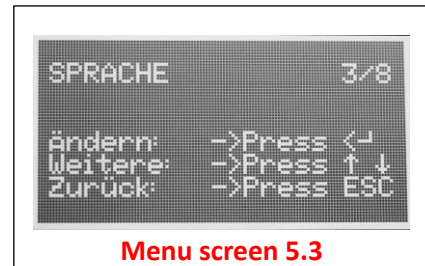 SPRACHE 3/8
ändern: ->Press <┘
Weitere: ->Press ↑ ↓
Zurück: ->Press ESC
Menu screen 5.3